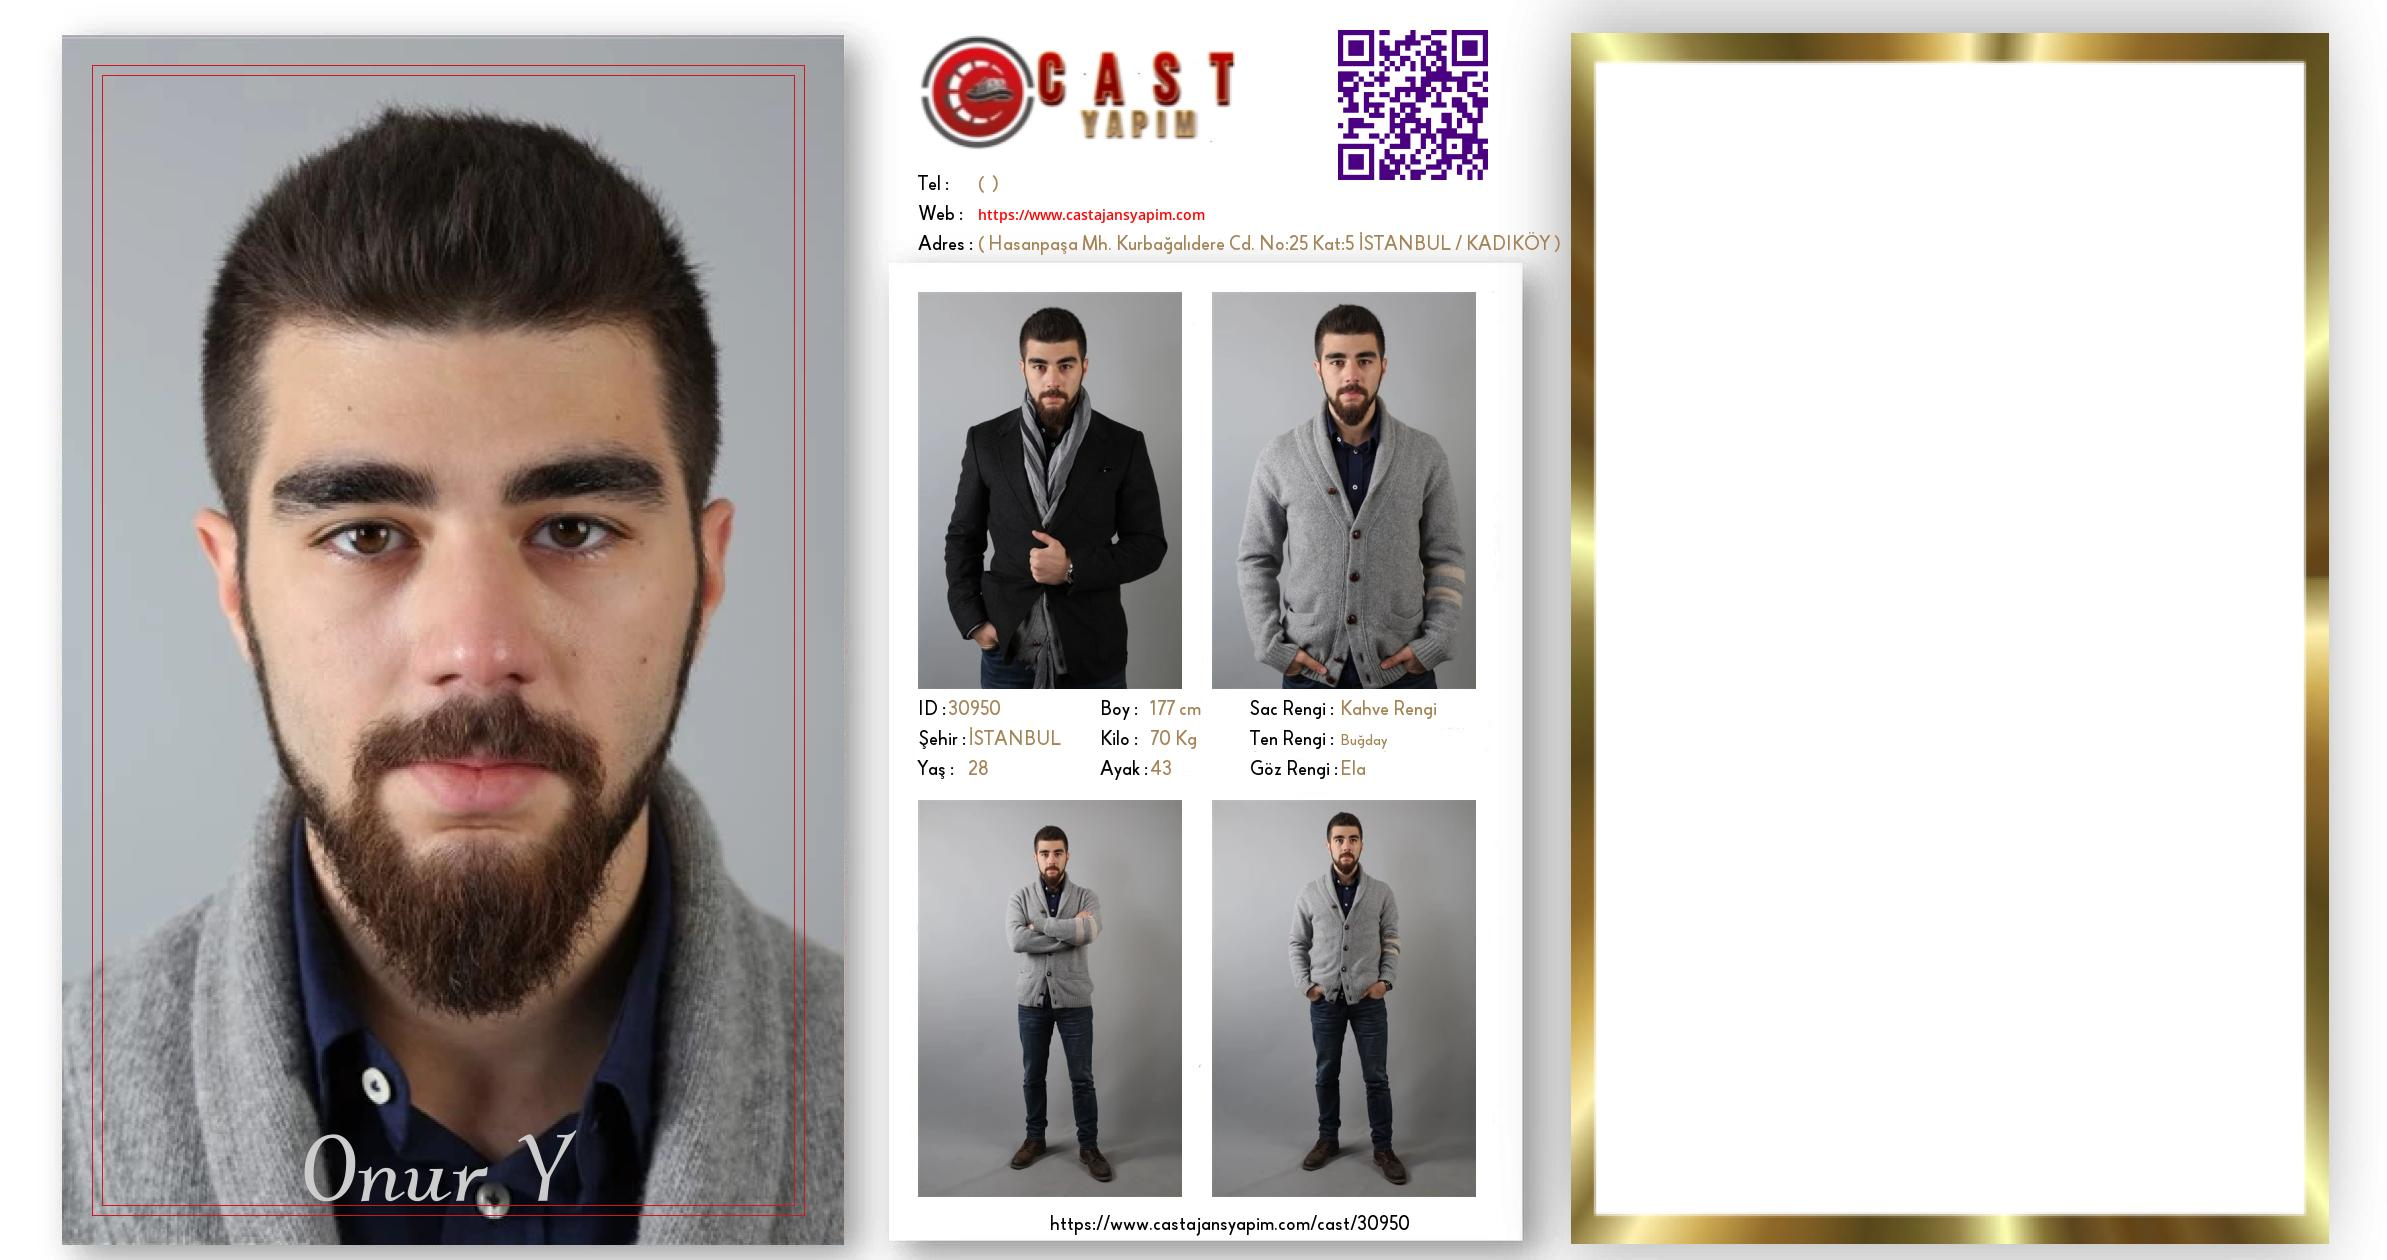 Onur Y
CAST
YAPIM
Tel : ( )
Web : https://www.castajansyapim.com
Adres : ( Hasanpaşa Mh. Kurbağalıdere Cd. No:25 Kat:5 İSTANBUL / KADIKÖY )
ID : 30950 Boy : 177 cm Sac Rengi : Kahve Rengi
Şehir : İSTANBUL Kilo : 70 Kg Ten Rengi : Buğday
Yaş : 28 Ayak : 43 Göz Rengi : Ela
https://www.castajansyapim.com/cast/30950